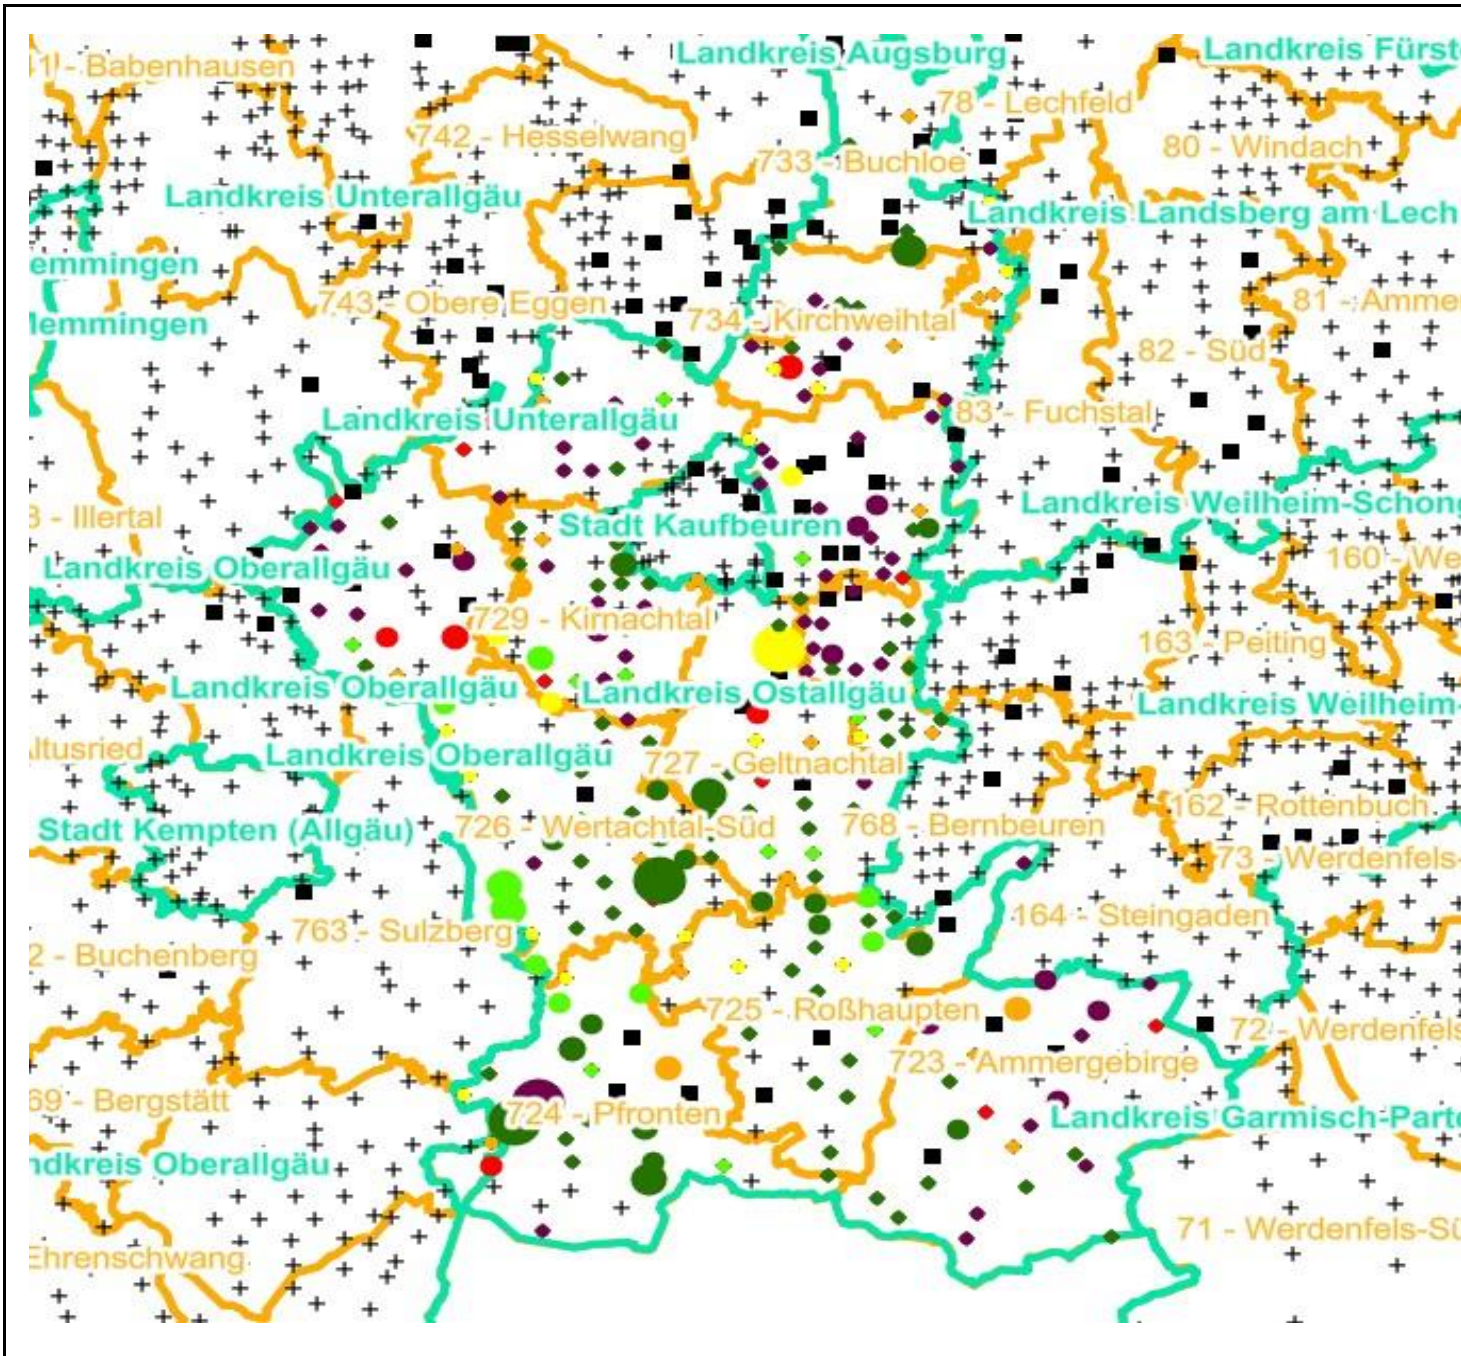 Landkreis Augsburg
Landkreis Fürst
41 - Babenhausen
78 - Lechfeld
742 - Hesselwang
733 - Buchloe
80 - Windach
Landkreis Unterallgäu
Landkreis Landsberg am Lech
emmingen
743 - Obere Eggen
81 - Ammer
Memmingen
734 - Kirchweihtal
82 - Süd
Landkreis Unterallgäu
83 - Fuchstal
8 - Illertal
Stadt Kaufbeuren
Landkreis Weilheim-Schong
Landkreis Oberallgäu
160 - We
729 - Kirnachtal
163 - Peiting
Landkreis Oberallgäu
Landkreis Ostallgäu
Landkreis Weilheim-
Altusried
Landkreis Oberallgäu
727 - Geltnachtal
162 - Rottenbuch
Stadt Kempten (Allgäu)
726 - Wertachtal-Süd
768 - Bernbeuren
73 - Werdenfels-
763 - Sulzberg
164 - Steingaden
2 - Buchenberg
725 - Roßhaupten
72 - Werdenfels
723 - Ammergebirge
69 - Bergstätt
724 - Pfronten
Landkreis Garmisch-Parte
ndkreis Oberallgäu
71 - Werdenfels-Sü
Ehrenschwang